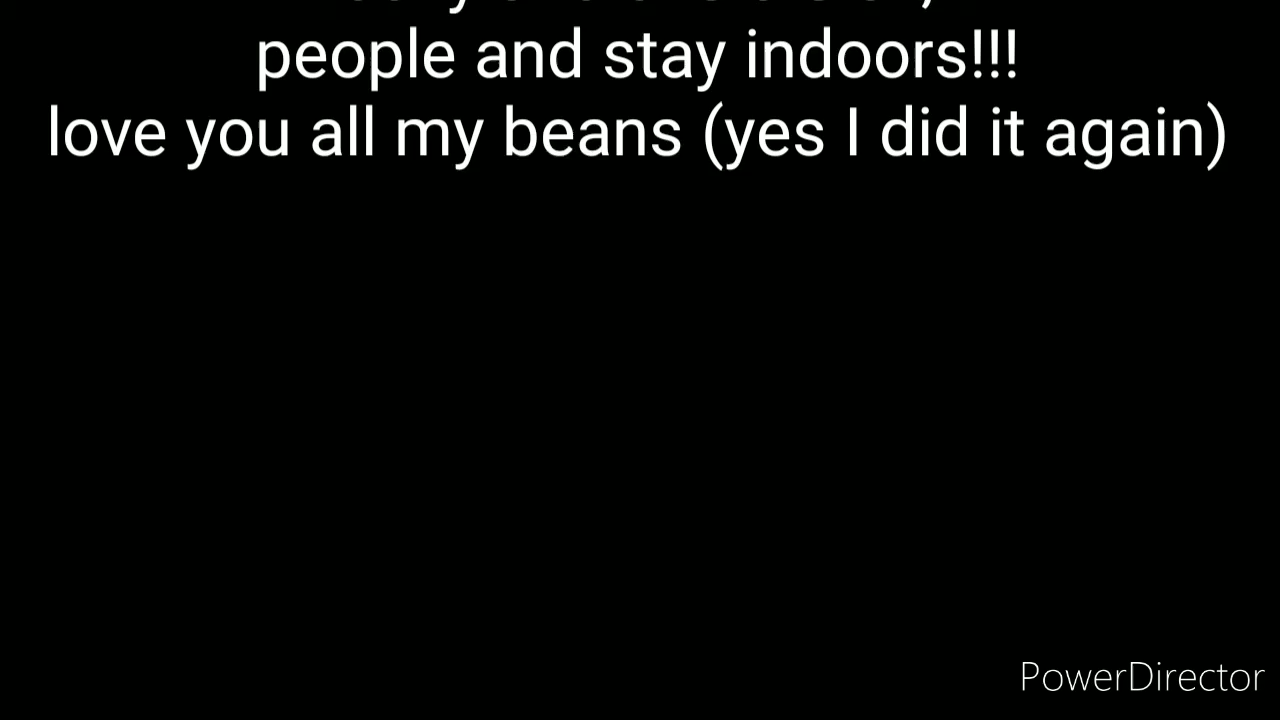 people and stay indoors!!!
love you all my beans (yes I did it again)
PowerDirector